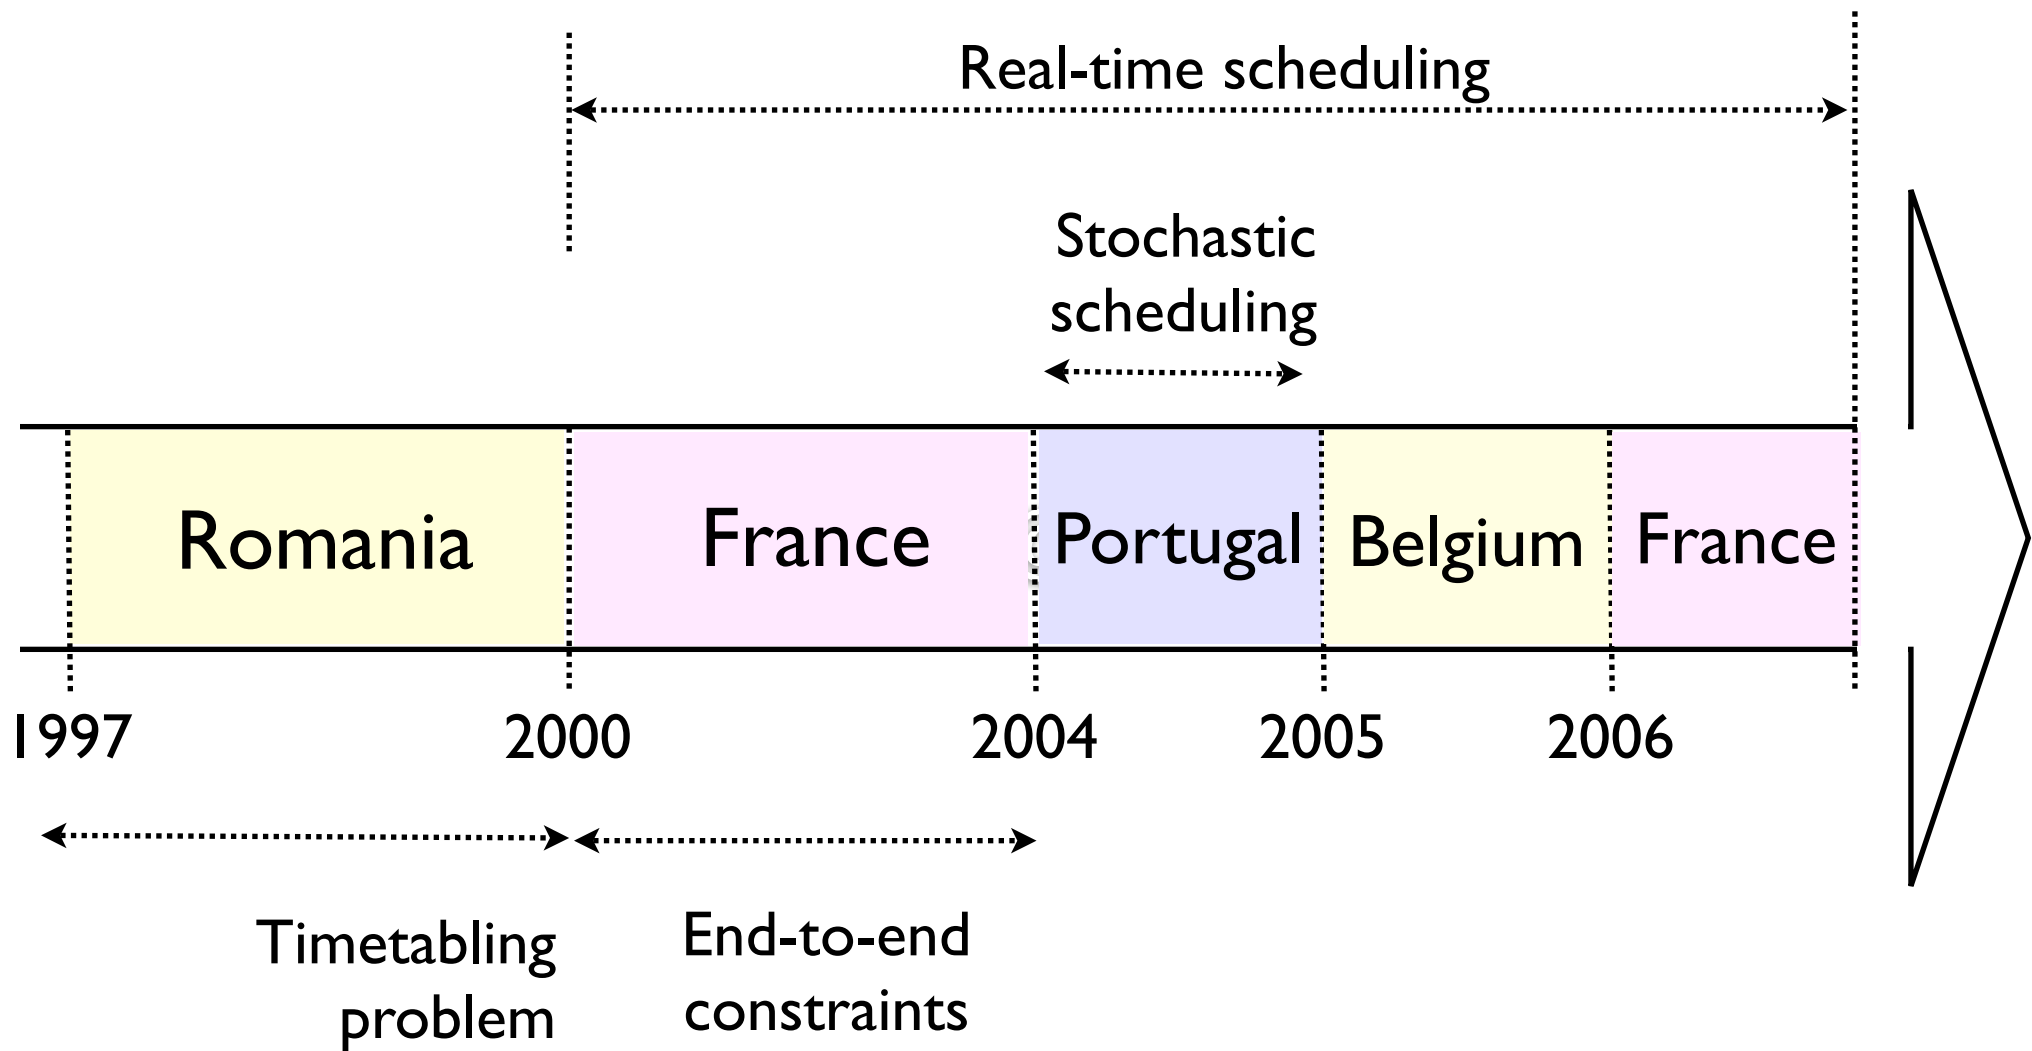 Real-time scheduling
Stochastic
scheduling
Romania
France
Portugal
Belgium
France
1997
2000
2004
2005
2006
Timetabling
problem
End-to-end
constraints